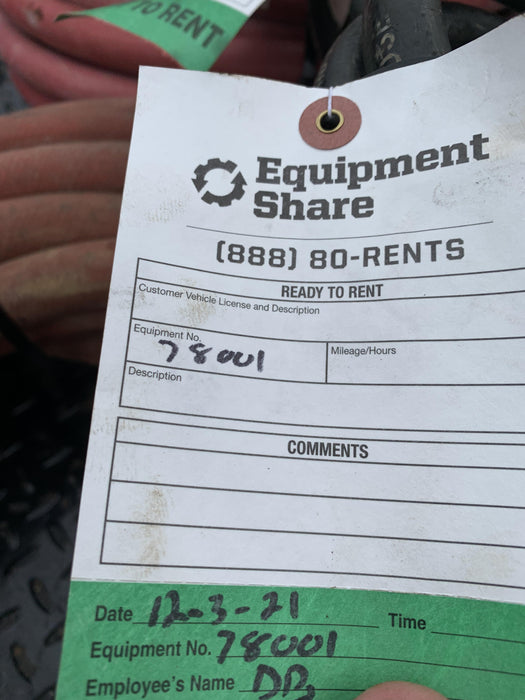 TO RENT
Equipment
Share
(888) 80-RENTS
READY TO RENT
Customer Vehicle License and Description
Equipment No. 78001
Mileage/Hours
Description
COMMENTS
Date 12-3-21 Time
Equipment No. 78001
Employee's Name DB